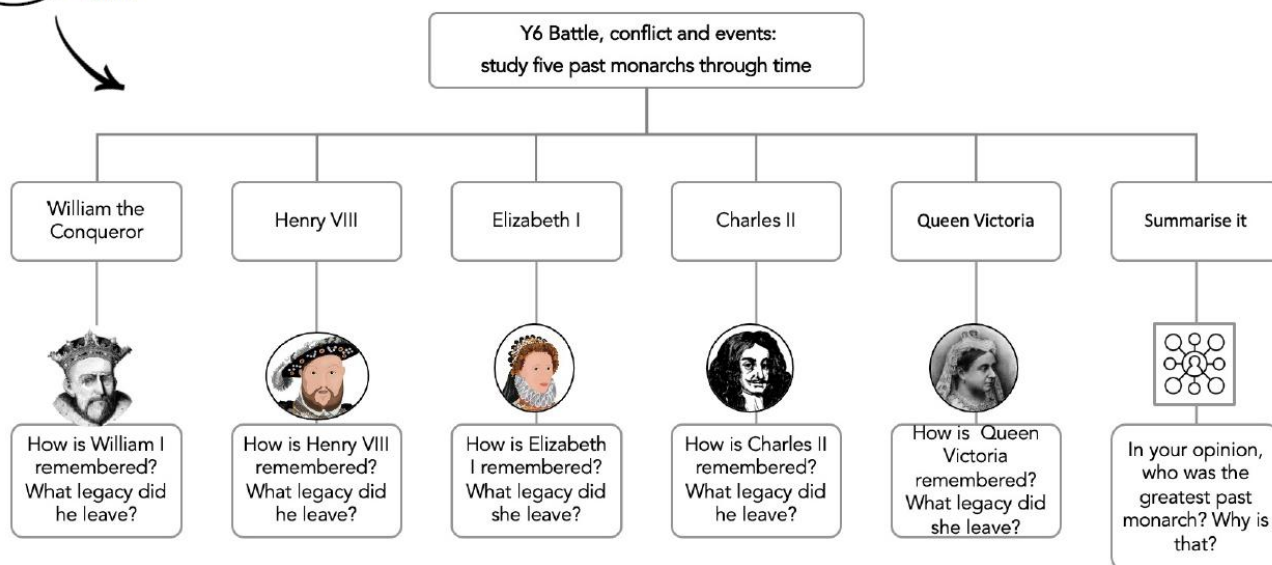 Y6 Battle, conflict and events:
study five past monarchs through time
William the
Conqueror
Henry VIII
Elizabeth I
Charles II
Queen Victoria
Summarise it
How is William I
remembered?
What legacy did
he leave?
How is Henry VIII
remembered?
What legacy did
he leave?
How is Elizabeth
I remembered?
What legacy did
she leave?
How is Charles II
remembered?
What legacy did
he leave?
How is Queen
Victoria
remembered?
What legacy did
she leave?
In your opinion,
who was the
greatest past
monarch? Why is
that?